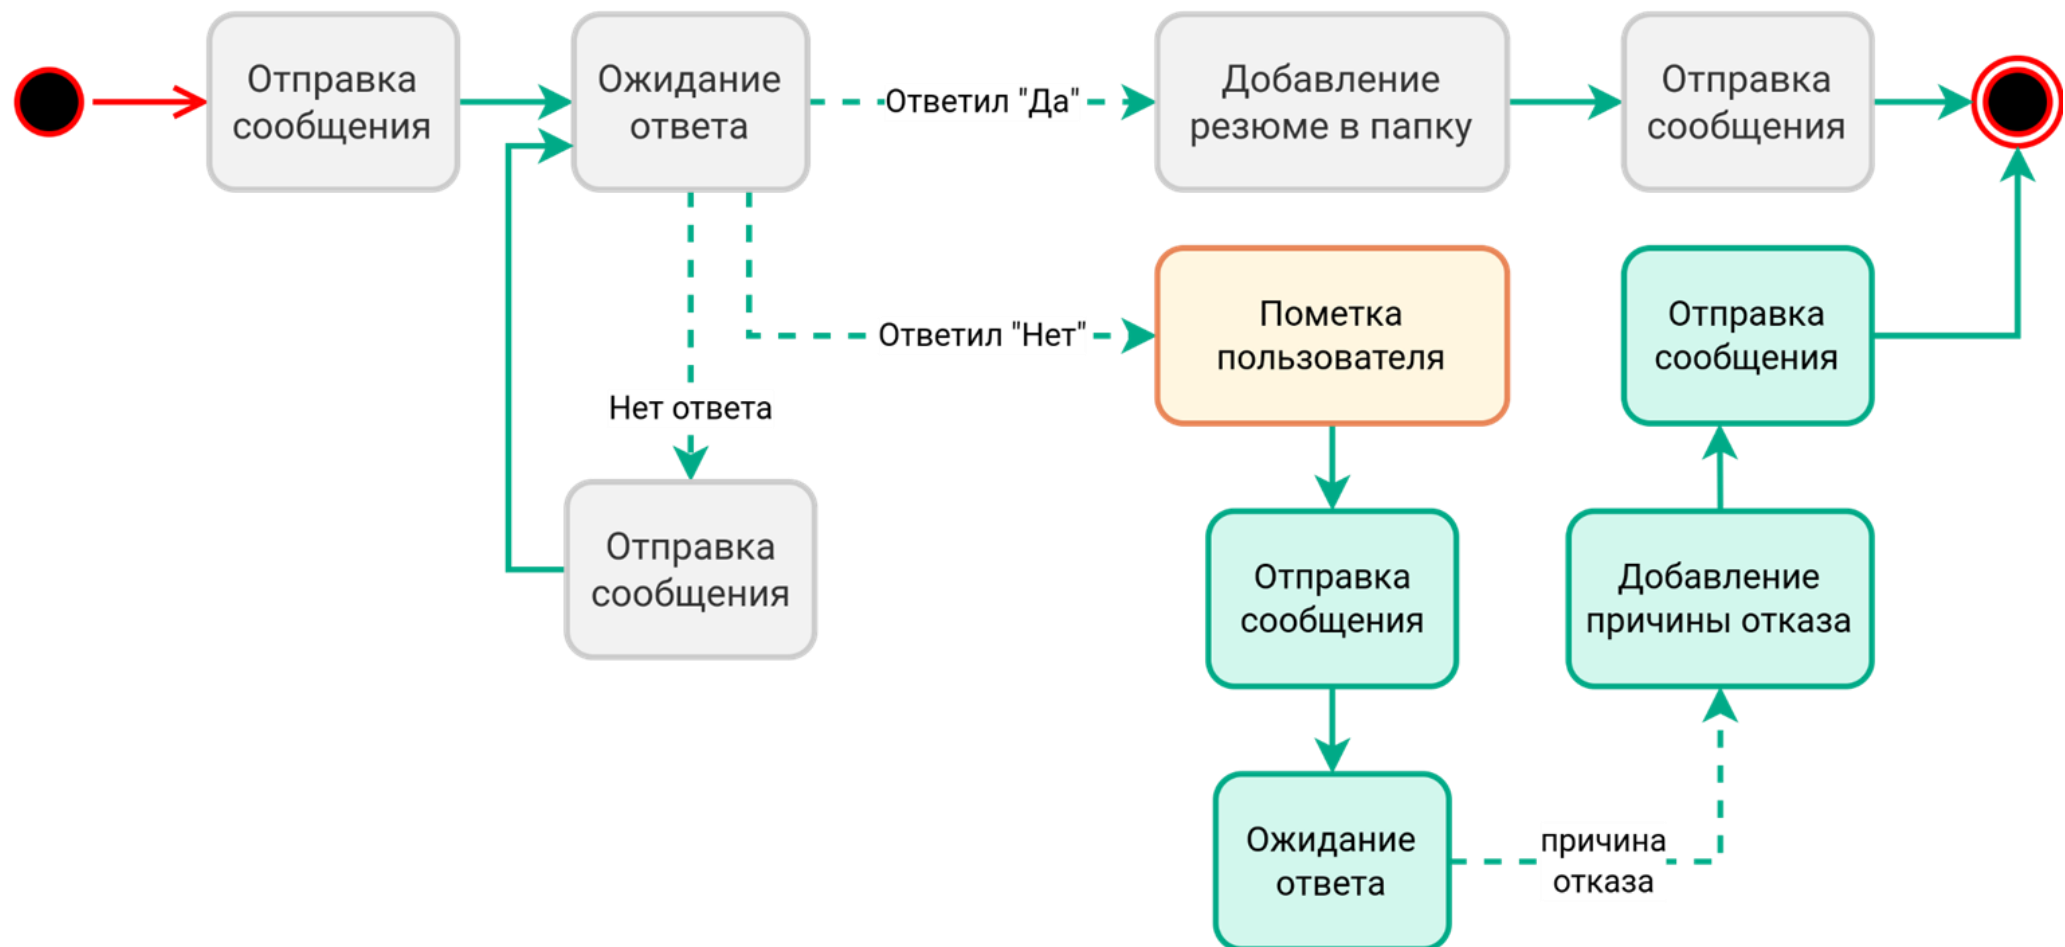 Отправка
сообщения
Ожидание
ответа
Ответил "Да"
Добавление
резюме в папку
Отправка
сообщения
Ответил "Нет"
Пометка
пользователя
Отправка
сообщения
Нет ответа
Отправка
сообщения
Отправка
сообщения
Добавление
причины отказа
Ожидание
ответа
причина
отказа